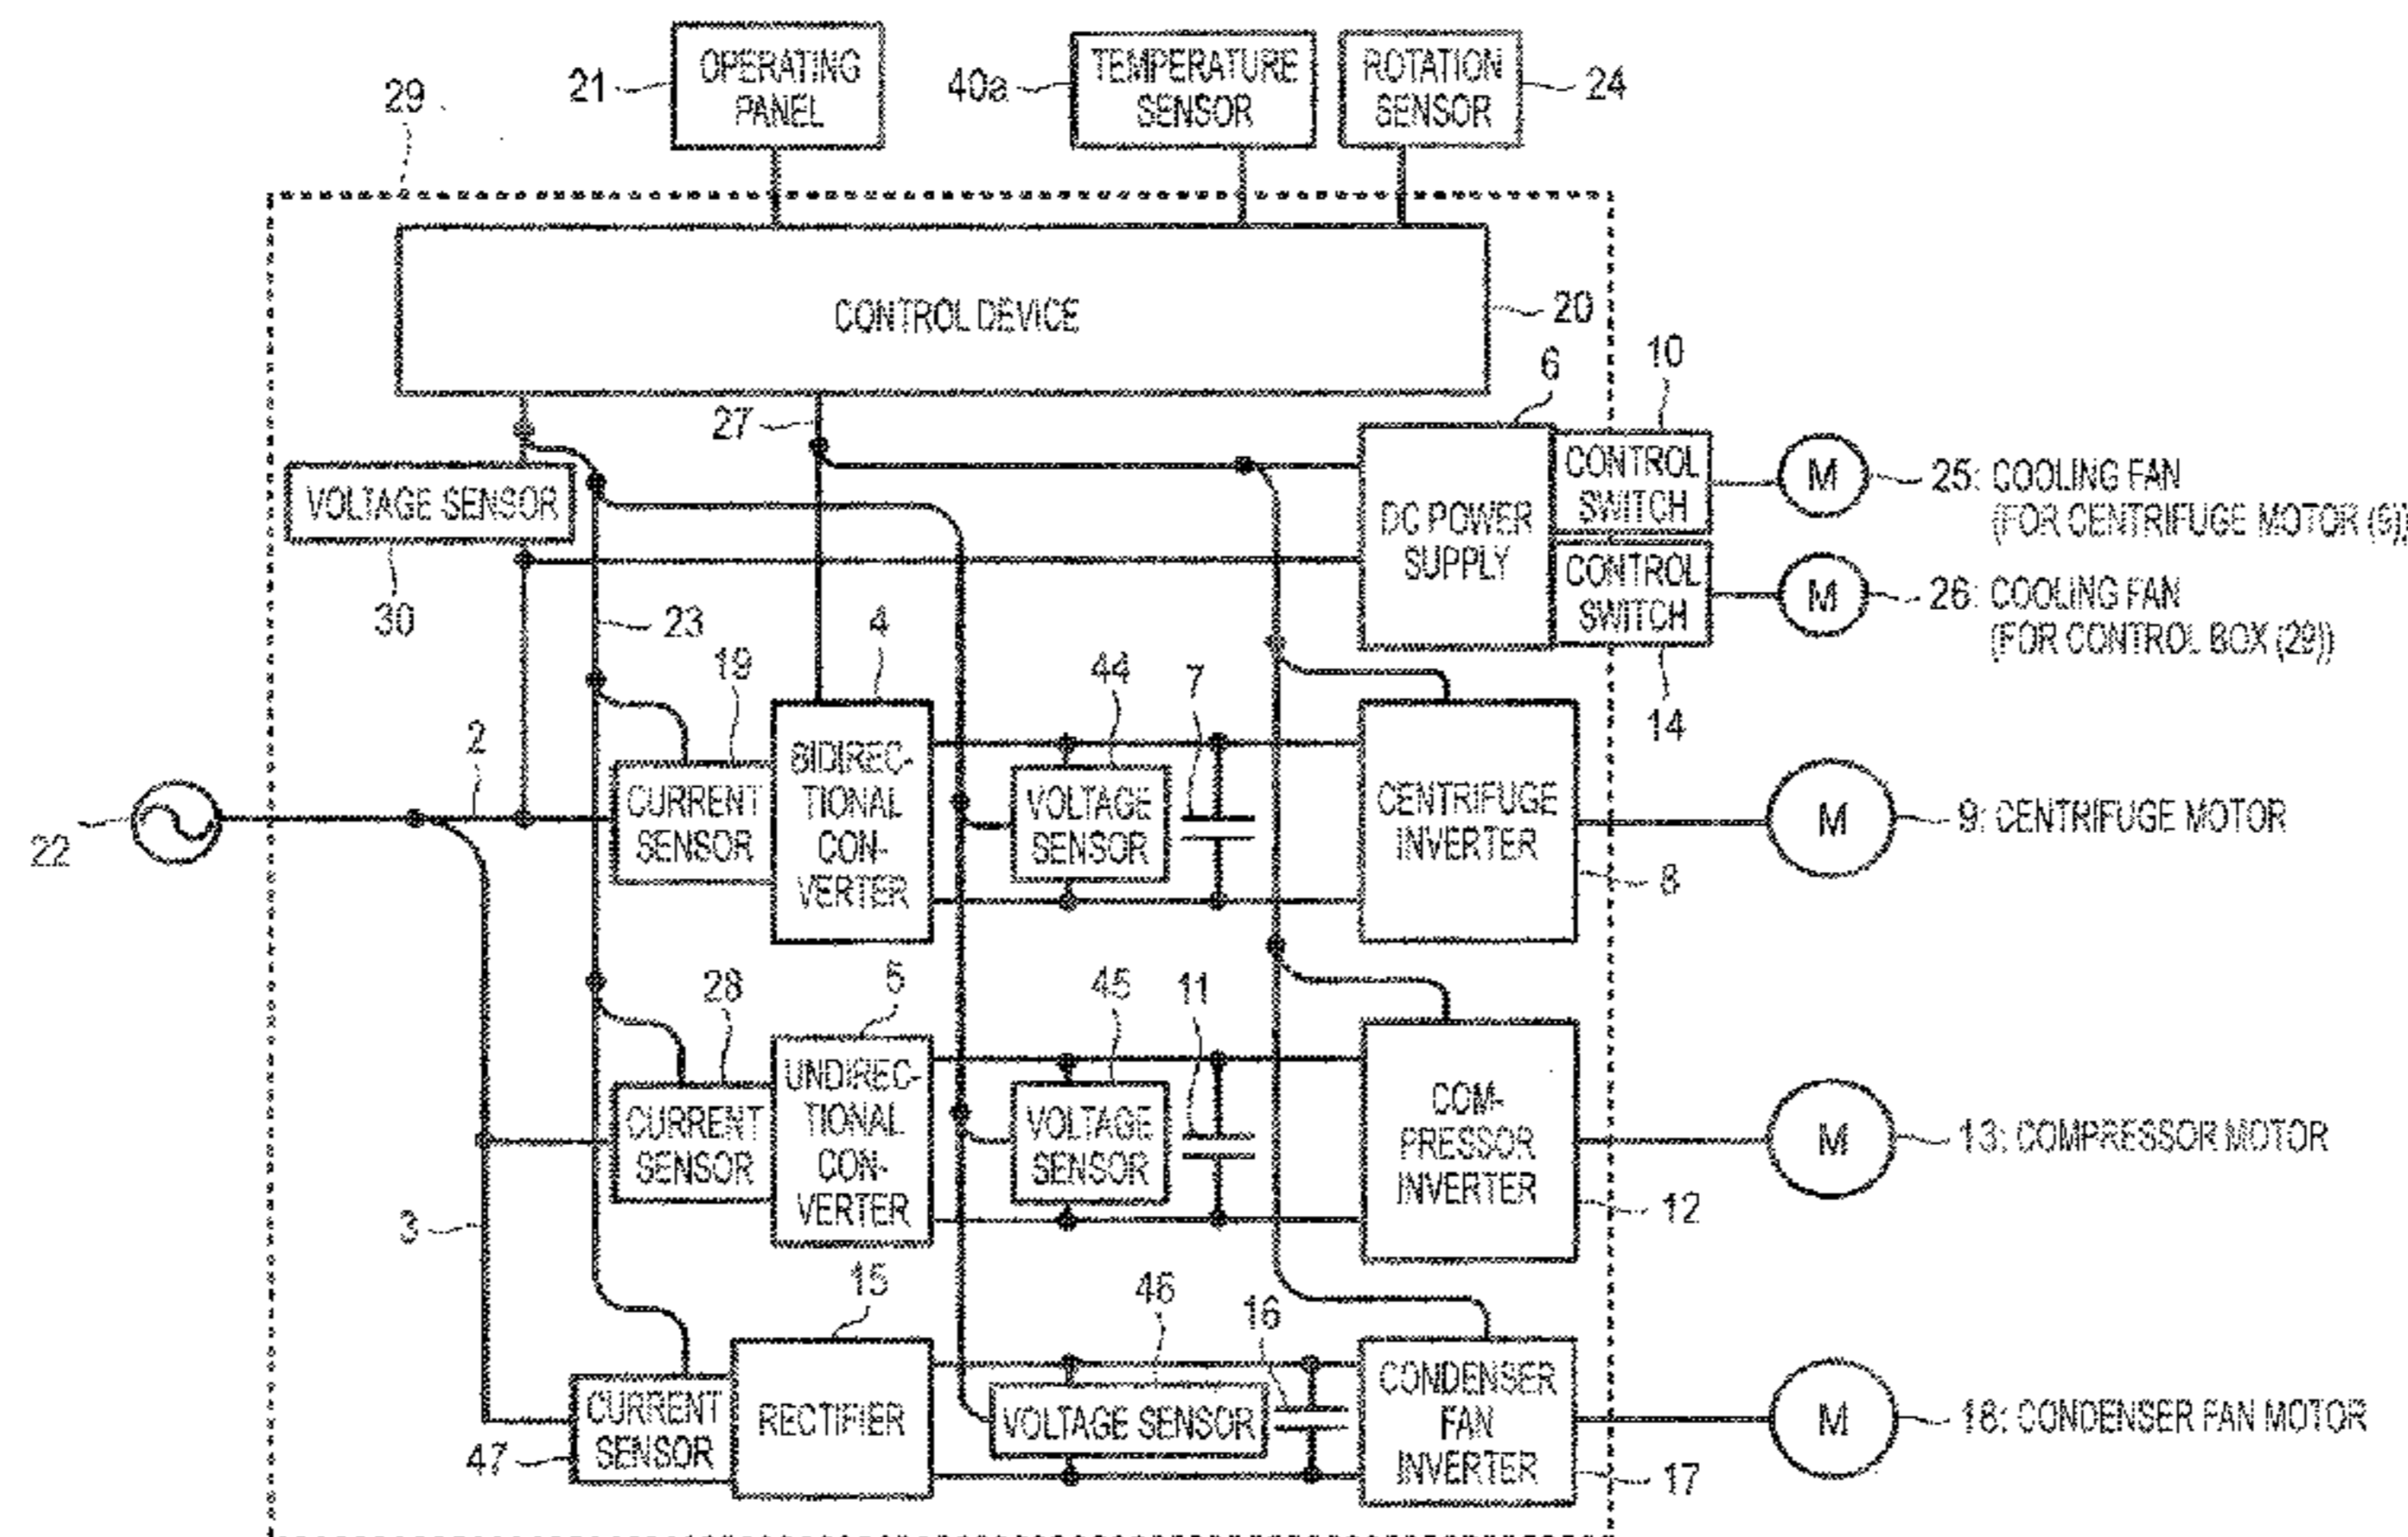 OPERATING
PANEL
21
TEMPERATURE
SENSOR
40a
ROTATION
SENSOR
24
29
CONTROL DEVICE
20
27
6
10
VOLTAGE SENSOR
30
23
DC POWER
SUPPLY
CONTROL
SWITCH
M
25: COOLING FAN
(FOR CENTRIFUGE MOTOR (9))
CONTROL
SWITCH
M
26: COOLING FAN
(FOR CONTROL BOX (29))
14
22
2
19
CURRENT
SENSOR
4
BIDIREC-
TIONAL
CON-
VERTER
44
VOLTAGE
SENSOR
7
CENTRIFUGE
INVERTER
8
M
9: CENTRIFUGE MOTOR
3
28
CURRENT
SENSOR
5
UNDIREC-
TIONAL
CON-
VERTER
45
VOLTAGE
SENSOR
11
COM-
PRESSOR
INVERTER
12
M
13: COMPRESSOR MOTOR
47
CURRENT
SENSOR
15
RECTIFIER
46
VOLTAGE SENSOR
16
CONDENSER
FAN
INVERTER
17
M
18: CONDENSER FAN MOTOR